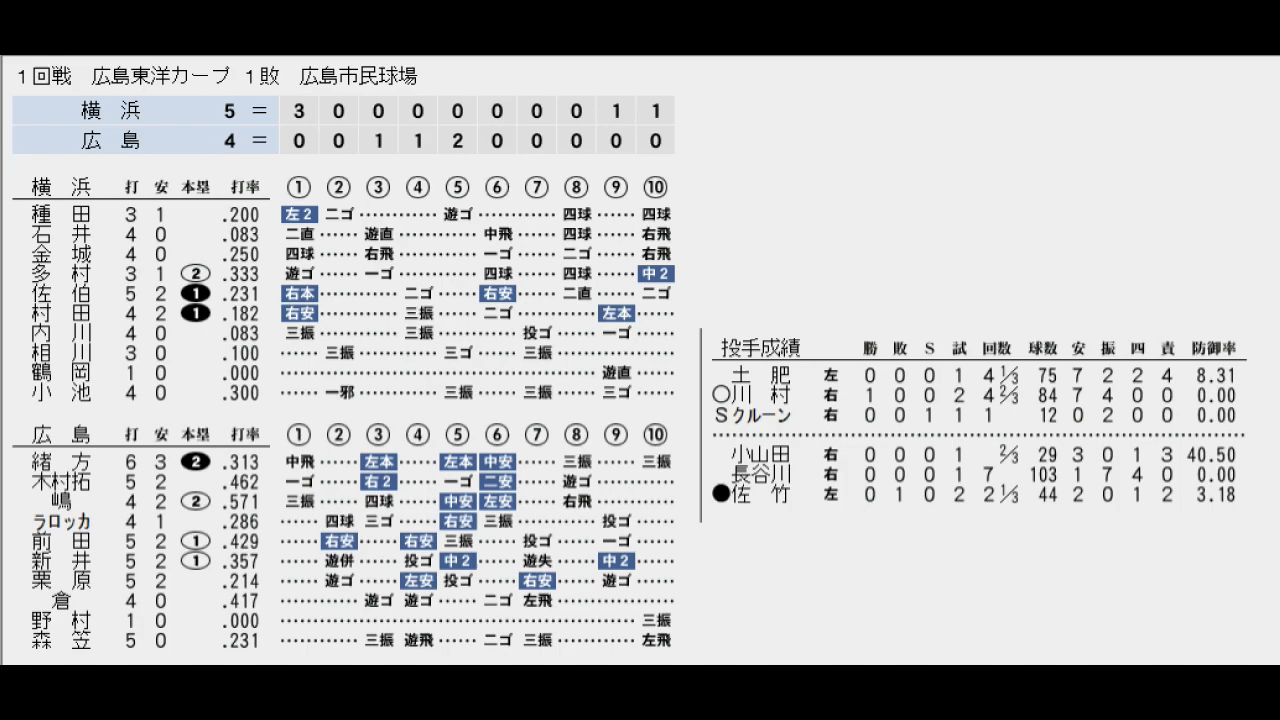 1回戦 広島東洋カープ 1敗 広島市民球場
横浜 5 = 3 0 0 0 0 0 0 0 1 1
広島 4 = 0 0 1 1 2 0 0 0 0 0
横浜 打 安 本塁 打率 ① ② ③ ④ ⑤ ⑥ ⑦ ⑧ ⑨ ⑩
種田 3 1 .200 左2 二ゴ ‥‥‥ ‥‥‥ 遊ゴ ‥‥‥ ‥‥‥ 四球 ‥‥‥ 四球
石井 4 0 .083 二直 ‥‥‥ 遊直 ‥‥‥ ‥‥‥ 中飛 ‥‥‥ 四球 ‥‥‥ 右飛
金城 4 0 .250 四球 ‥‥‥ 右飛 ‥‥‥ ‥‥‥ 一ゴ ‥‥‥ 二ゴ ‥‥‥ 右飛
多村 3 1 ② .333 遊ゴ ‥‥‥ 一ゴ ‥‥‥ ‥‥‥ 四球 ‥‥‥ 四球 ‥‥‥ 中2
佐伯 5 2 ❶ .231 右本 ‥‥‥ ‥‥‥ 二ゴ ‥‥‥ 右安 ‥‥‥ 二直 ‥‥‥ 二ゴ
村田 4 2 ❶ .182 右安 ‥‥‥ ‥‥‥ 三振 ‥‥‥ 二ゴ ‥‥‥ ‥‥‥ 左本 ‥‥‥
内川 4 0 .083 三振 ‥‥‥ ‥‥‥ 三振 ‥‥‥ ‥‥‥ 投ゴ ‥‥‥ 一ゴ ‥‥‥
相川 3 0 .100 ‥‥‥ 三振 ‥‥‥ ‥‥‥ 三ゴ ‥‥‥ 三振 ‥‥‥ ‥‥‥ ‥‥‥
鶴岡 1 0 .000 ‥‥‥ ‥‥‥ ‥‥‥ ‥‥‥ ‥‥‥ ‥‥‥ ‥‥‥ ‥‥‥ 遊直 ‥‥‥
小池 4 0 .300 ‥‥‥ 一邪 ‥‥‥ ‥‥‥ 三振 ‥‥‥ 三振 ‥‥‥ 三ゴ ‥‥‥
広島 打 安 本塁 打率 ① ② ③ ④ ⑤ ⑥ ⑦ ⑧ ⑨ ⑩
緒方 6 3 ❷ .313 中飛 ‥‥‥ 左本 ‥‥‥ 左本 中安 ‥‥‥ 三振 ‥‥‥ 三振
木村拓 5 2 .462 一ゴ ‥‥‥ 右2 ‥‥‥ 一ゴ 二安 ‥‥‥ 遊ゴ ‥‥‥ ‥‥‥
嶋 4 2 ② .571 三振 ‥‥‥ 四球 ‥‥‥ 中安 左安 ‥‥‥ 右飛 ‥‥‥ ‥‥‥
ラロッカ 4 1 .286 ‥‥‥ 四球 三ゴ ‥‥‥ 右安 三振 ‥‥‥ ‥‥‥ 投ゴ ‥‥‥
前田 5 2 ① .429 ‥‥‥ 右安 ‥‥‥ 右安 三振 ‥‥‥ 投ゴ ‥‥‥ 一ゴ ‥‥‥
新井 5 2 ① .357 ‥‥‥ 遊併 ‥‥‥ 投ゴ 中2 ‥‥‥ 遊失 ‥‥‥ 中2 ‥‥‥
栗原 5 2 .214 ‥‥‥ 遊ゴ ‥‥‥ 左安 投ゴ ‥‥‥ 右安 ‥‥‥ 遊ゴ ‥‥‥
倉 4 0 .417 ‥‥‥ ‥‥‥ 遊ゴ 遊ゴ ‥‥‥ 二ゴ 左飛 ‥‥‥ ‥‥‥ ‥‥‥
野村 1 0 .000 ‥‥‥ ‥‥‥ ‥‥‥ ‥‥‥ ‥‥‥ ‥‥‥ ‥‥‥ ‥‥‥ ‥‥‥ 三振
森笠 5 0 .231 ‥‥‥ ‥‥‥ 三振 遊飛 ‥‥‥ 二ゴ 三振 ‥‥‥ ‥‥‥ 左飛
投手成績 勝 敗 S 試 回数 球数 安 振 四 責 防御率
土肥 左 0 0 0 1 4 1/3 75 7 2 2 4 8.31
○川村 右 1 0 0 2 4 2/3 84 7 4 0 0 0.00
Sクルーン 右 0 0 1 1 1 12 0 2 0 0 0.00
小山田 右 0 0 0 1 2/3 29 3 0 1 3 40.50
長谷川 右 0 0 0 1 7 103 1 7 4 0 0.00
●佐竹 左 0 1 0 2 2 1/3 44 2 0 1 2 3.18